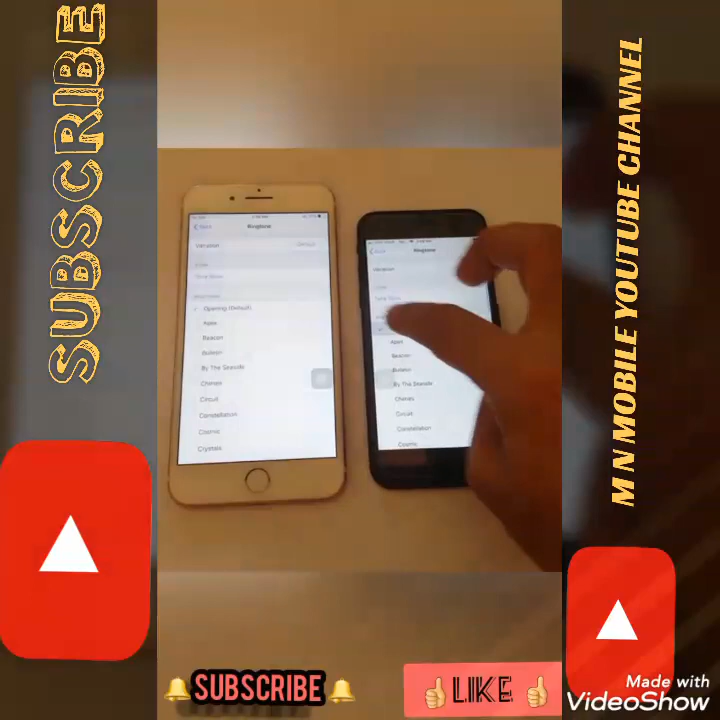 SUBSCRIBE
M N MOBILE YOUTUBE CHANNEL
Ringtone
Vibration
Opening (Default)
Apex
Beacon
Bulletin
By The Seaside
Chimes
Circuit
Constellation
Cosmic
Crystals
Ringtone
Vibration
Apex
Beacon
Bulletin
By The Seaside
Chimes
Circuit
Constellation
Cosmic
SUBSCRIBE
LIKE
Made with
VideoShow